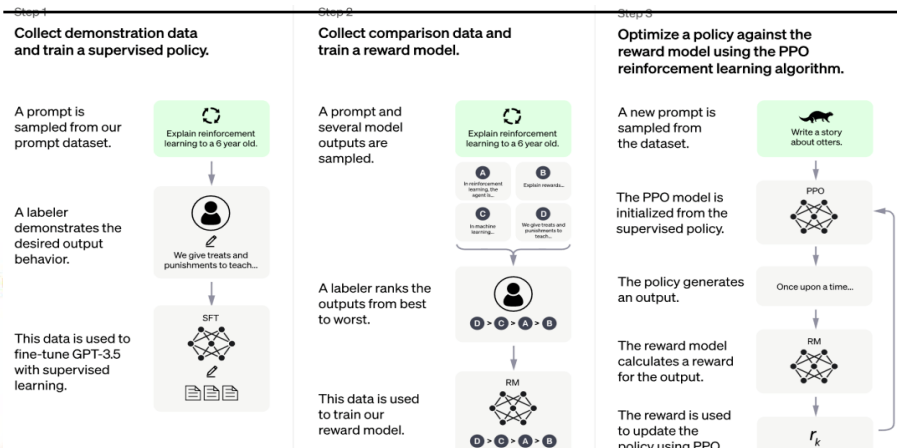 Step 1
Collect demonstration data
and train a supervised policy.
A prompt is
sampled from our
prompt dataset.
Explain reinforcement
learning to a 6 year old.
A labeler
demonstrates the
desired output
behavior.
We give treats and
punishments to teach...
This data is used to
fine-tune GPT-3.5
with supervised
learning.
SFT
Step 2
Collect comparison data and
train a reward model.
A prompt and
several model
outputs are
sampled.
Explain reinforcement
learning to a 6 year old.
A
In reinforcement
learning, the
agent is...
B
Explain rewards...
C
In machine
learning...
D
We give treats and
punishments to
teach...
A labeler ranks the
outputs from best
to worst.
D > C > A > B
This data is used
to train our
reward model.
RM
D > C > A > B
Step 3
Optimize a policy against the
reward model using the PPO
reinforcement learning algorithm.
A new prompt is
sampled from
the dataset.
Write a story
about otters.
The PPO model is
initialized from the
supervised policy.
PPO
The policy generates
an output.
Once upon a time...
The reward model
calculates a reward
for the output.
RM
The reward is used
to update the
policy using PPO
rk